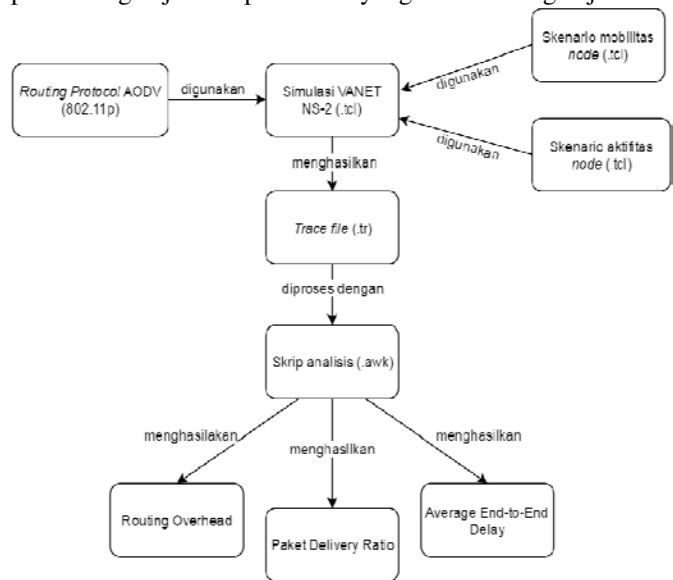 Skenario mobilitas
node (.tcl)
Routing Protocol AODV
(802.11p)
digunakan
Simulasi VANET
NS-2 (.tcl)
digunakan
digunakan
Skenario aktifitas
node (.tcl)
menghasilkan
Trace file (.tr)
diproses dengan
Skrip analisis (.awk)
menghasilakan
menghasilkan
menghasilkan
Routing Overhead
Paket Delivery Ratio
Average End-to-End
Delay